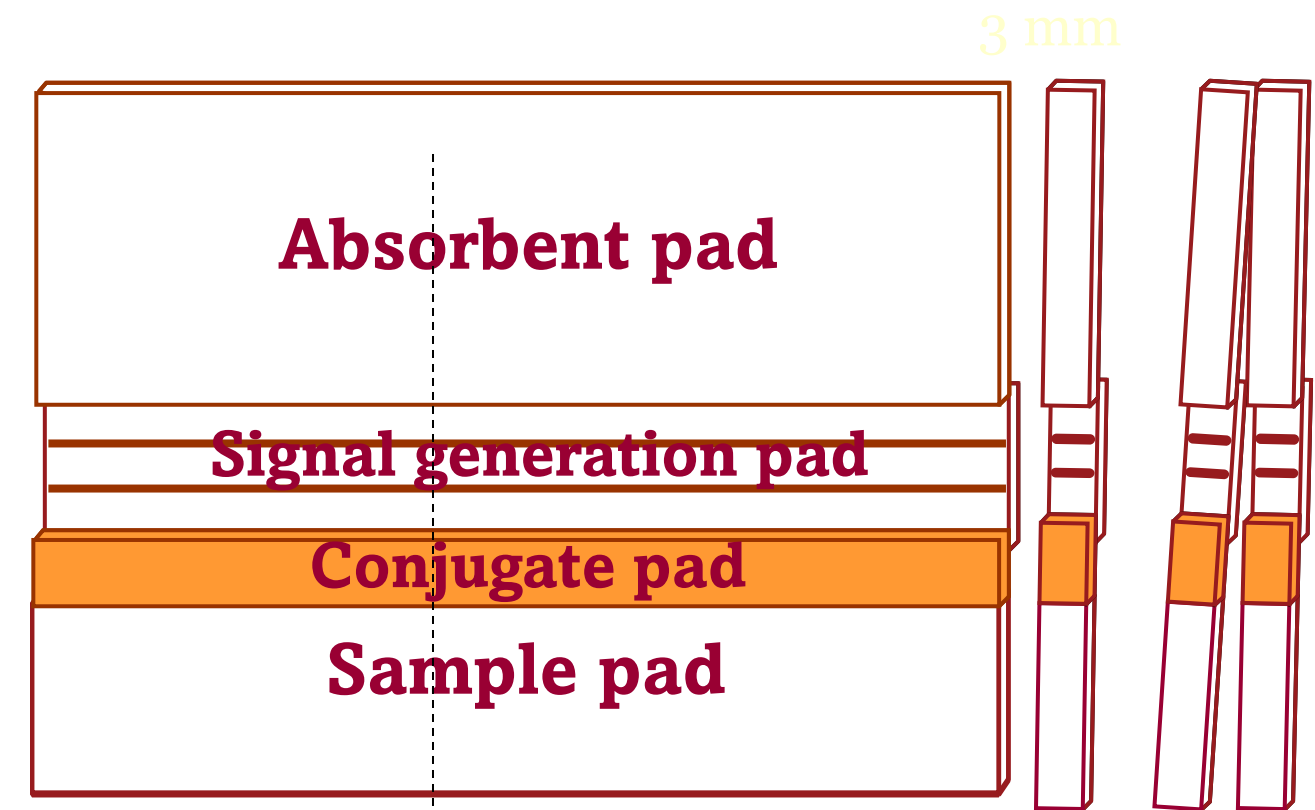 3 mm
Absorbent pad
Signal generation pad
Conjugate pad
Sample pad